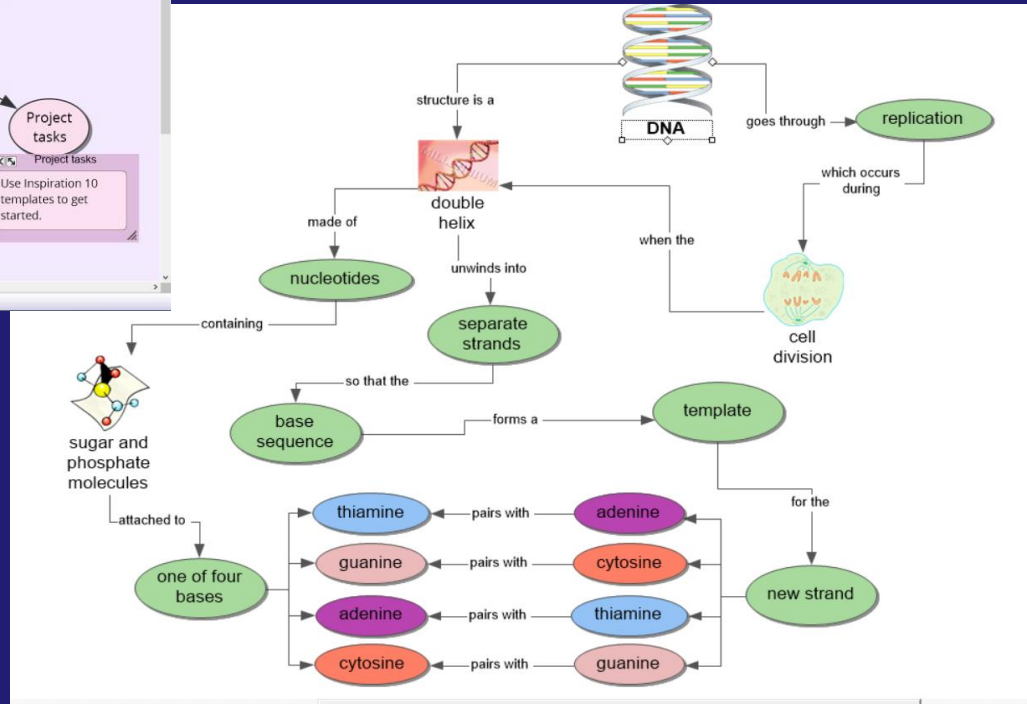 Project
tasks
Project tasks
Use Inspiration 10
templates to get
started.
DNA
structure is a
goes through
replication
which occurs
during
double
helix
made of
when the
unwinds into
nucleotides
containing
separate
strands
cell
division
so that the
base
sequence
forms a
template
sugar and
phosphate
molecules
for the
attached to
thiamine
pairs with
adenine
one of four
bases
guanine
pairs with
cytosine
new strand
adenine
pairs with
thiamine
cytosine
pairs with
guanine